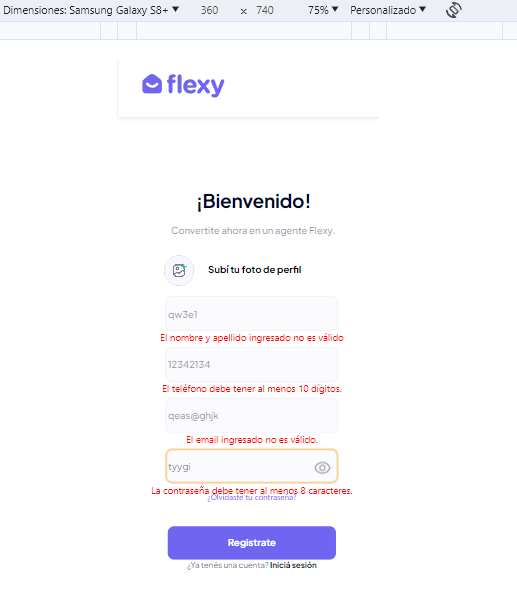 Dimensiones: Samsung Galaxy S8+ ▼ 360 x 740 75% ▼ Personalizado ▼
flexy
¡Bienvenido!
Convertite ahora en un agente Flexy.
Subí tu foto de perfil
qw3e1
El nombre y apellido ingresado no es válido
12342134
El teléfono debe tener al menos 10 dígitos.
qeas@ghjk
El email ingresado no es válido.
tyygi
La contraseña debe tener al menos 8 caracteres.
¿Olvidaste tu contraseña?
Registrate
¿Ya tenés una cuenta? Iniciá sesión